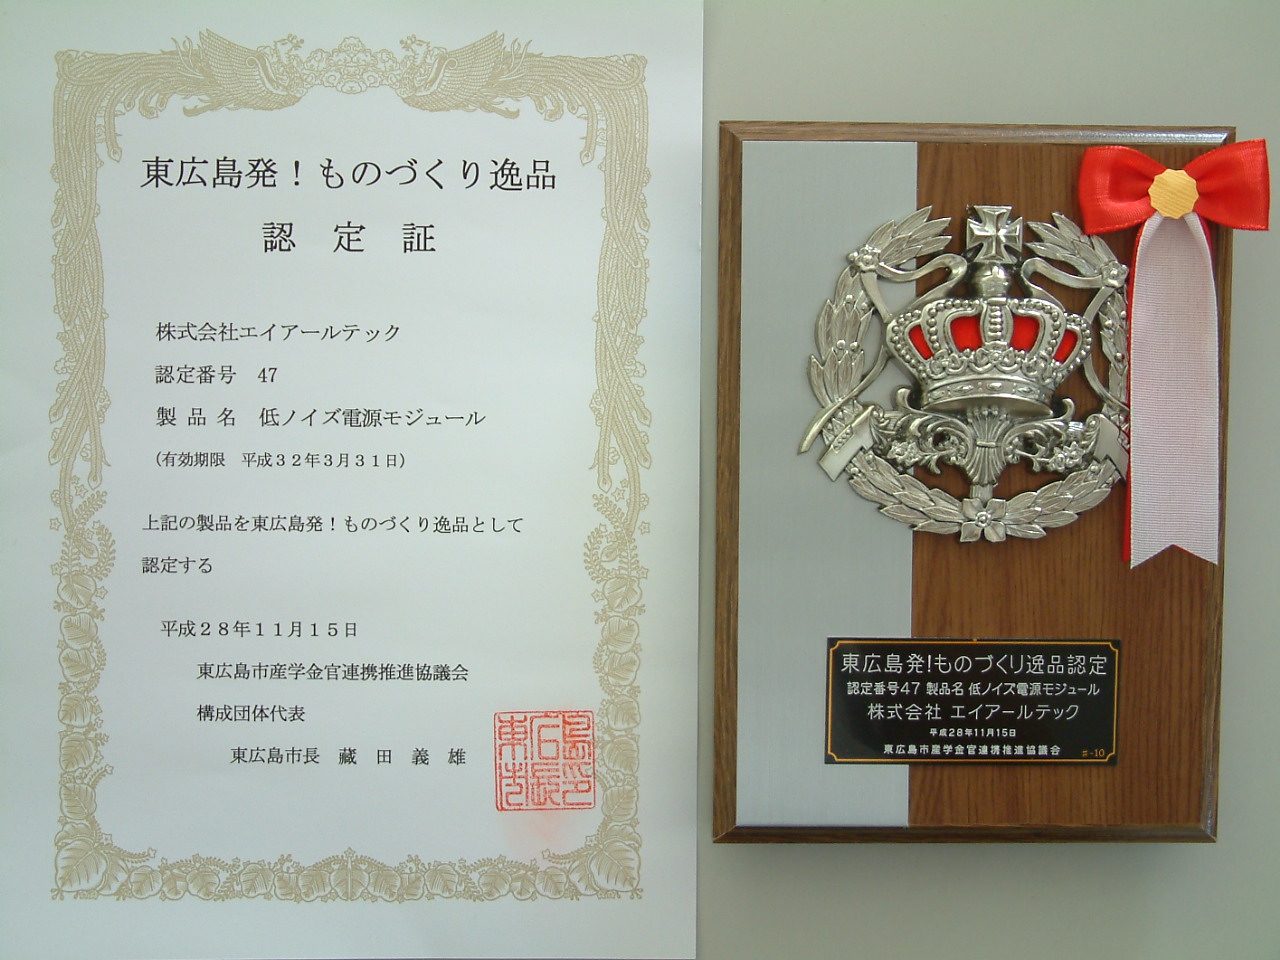 東広島発！ものづくり逸品
認 定 証
株式会社エイアールテック
認定番号 47
製 品 名 低ノイズ電源モジュール
（有効期限 平成３２年３月３１日）
上記の製品を東広島発！ものづくり逸品として
認定する
平成２８年１１月１５日
東広島市産学金官連携推進協議会
構成団体代表
東広島市長 藏 田 義 雄
東広島市長印
東広島発!ものづくり逸品認定
認定番号47 製品名 低ノイズ電源モジュール
株式会社 エイアールテック
平成28年11月15日
東広島市産学金官連携推進協議会
#-10